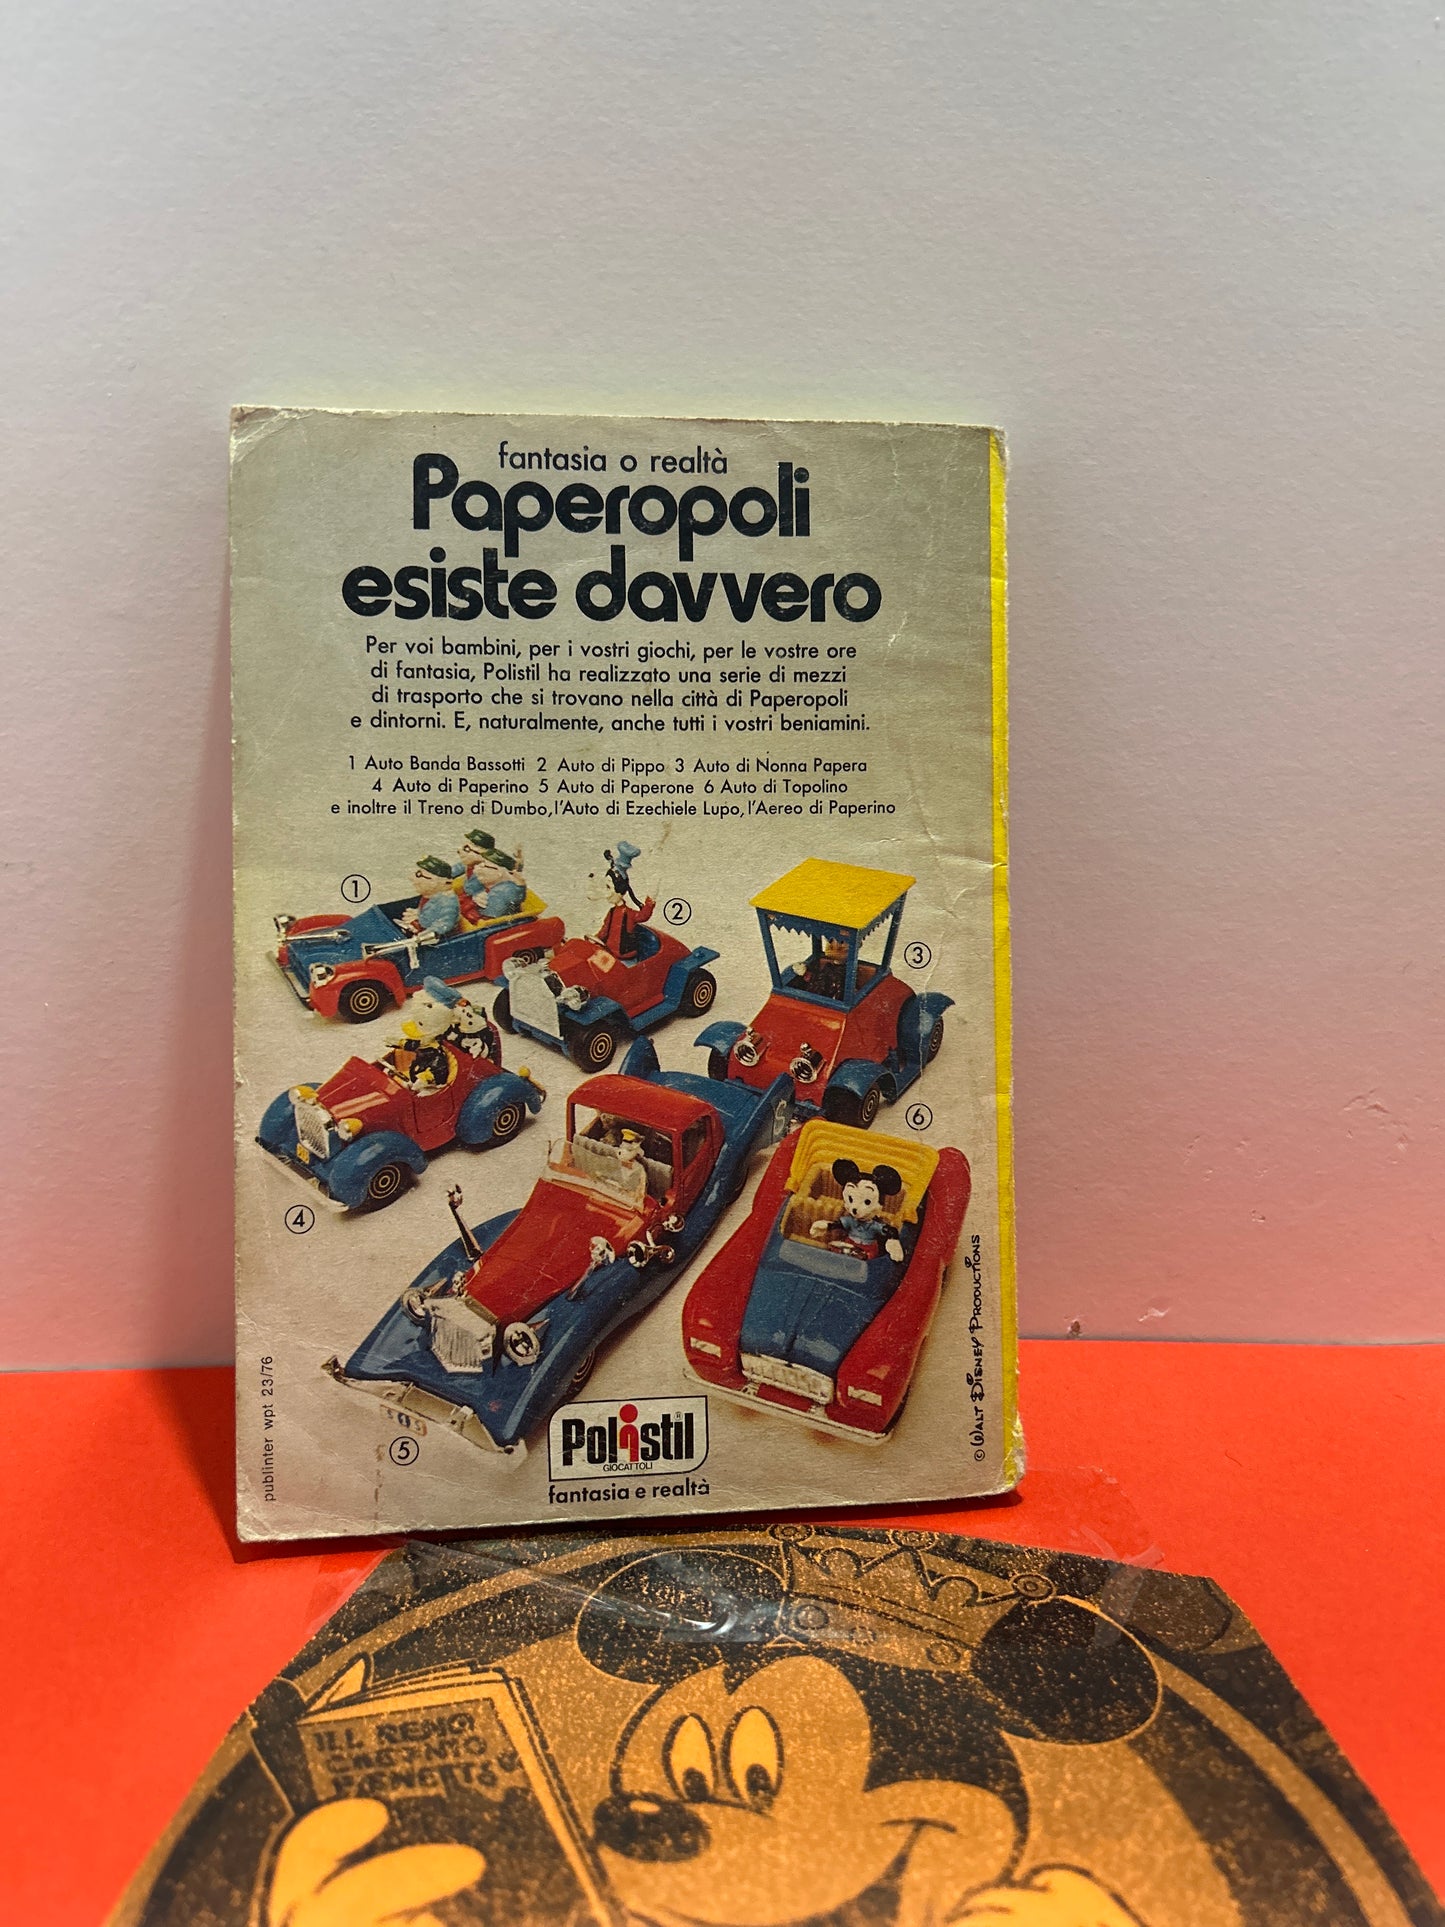 fantasia o realtà
Paperopoli
esiste davvero
Per voi bambini, per i vostri giochi, per le vostre ore
di fantasia, Polistil ha realizzato una serie di mezzi
di trasporto che si trovano nella città di Paperopoli
e dintorni. E, naturalmente, anche tutti i vostri beniamini.
1 Auto Banda Bassotti 2 Auto di Pippo 3 Auto di Nonna Papera
4 Auto di Paperino 5 Auto di Paperone 6 Auto di Topolino
e inoltre il Treno di Dumbo, l'Auto di Ezechiele Lupo, l'Aereo di Paperino
1
2
3
6
4
5
Polistil®
GIOCATTOLI
fantasia e realtà
publinter wpt 23/76
© WALT DISNEY PRODUCTIONS
ILL RENO